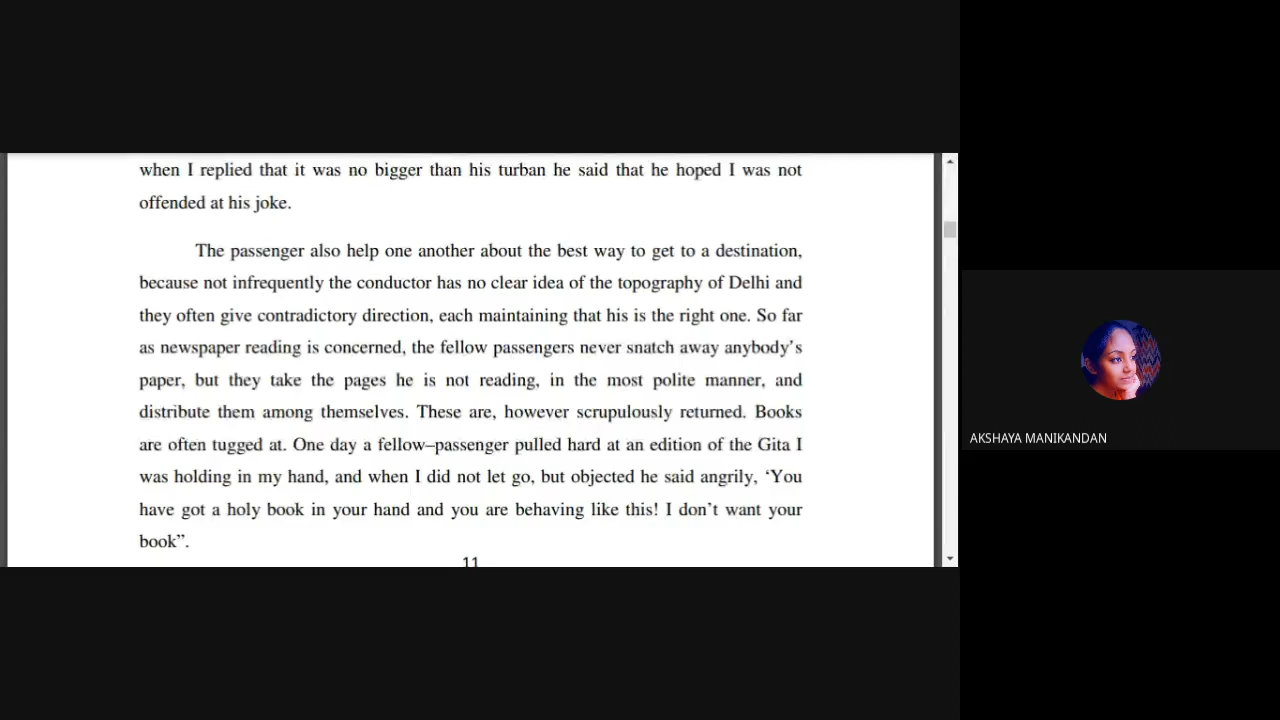 when I replied that it was no bigger than his turban he said that he hoped I was not
offended at his joke.
The passenger also help one another about the best way to get to a destination,
because not infrequently the conductor has no clear idea of the topography of Delhi and
they often give contradictory direction, each maintaining that his is the right one. So far
as newspaper reading is concerned, the fellow passengers never snatch away anybody’s
paper, but they take the pages he is not reading, in the most polite manner, and
distribute them among themselves. These are, however scrupulously returned. Books
are often tugged at. One day a fellow–passenger pulled hard at an edition of the Gita I
was holding in my hand, and when I did not let go, but objected he said angrily, ‘You
have got a holy book in your hand and you are behaving like this! I don’t want your
book”.
11
AKSHAYA MANIKANDAN